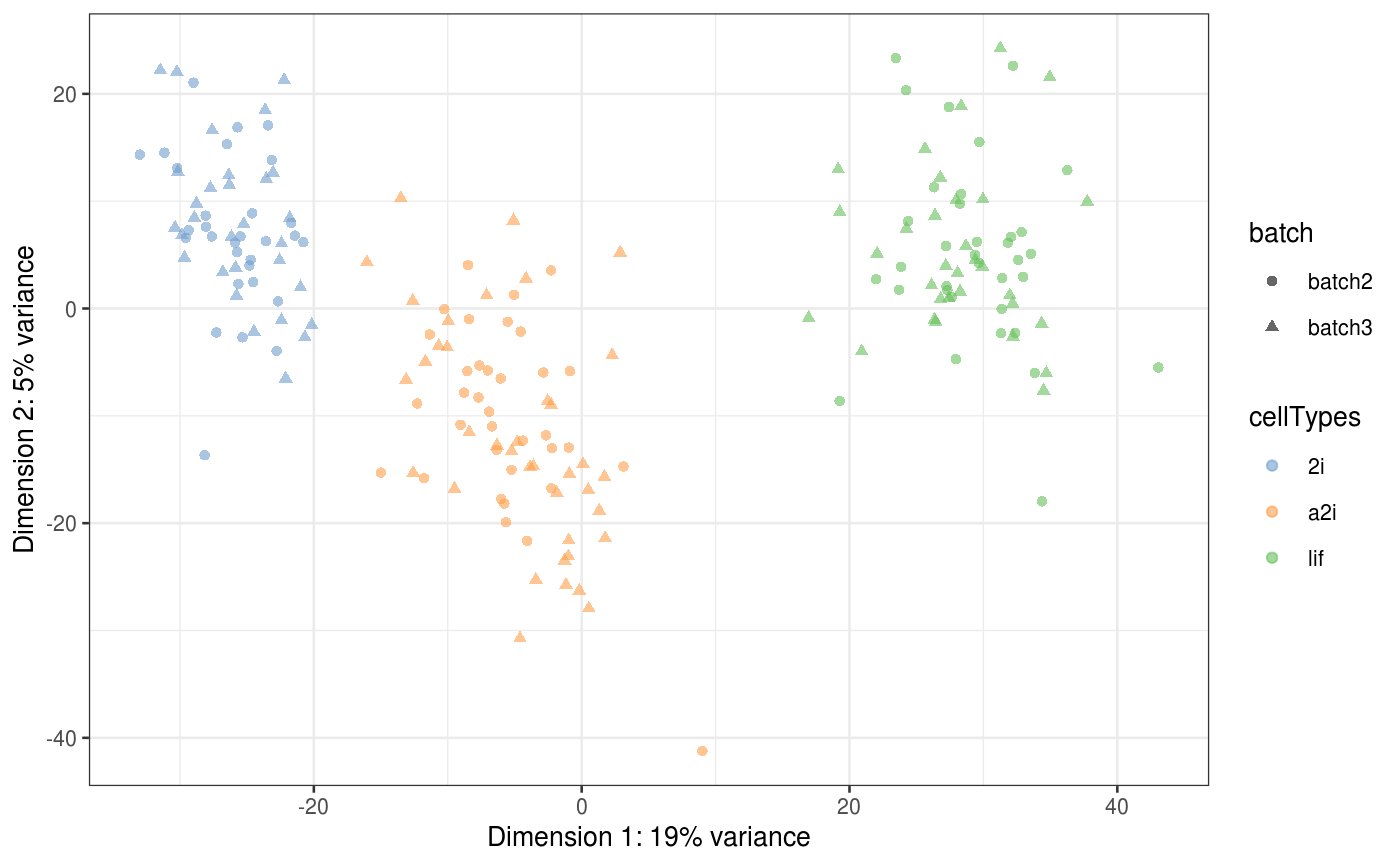 20
0
-20
-40
Dimension 2: 5% variance
-20
0
20
40
Dimension 1: 19% variance
batch
batch2
batch3
cellTypes
2i
a2i
lif